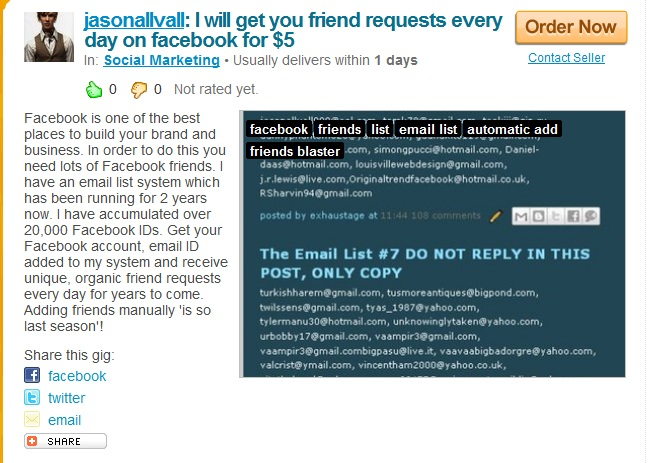 jasonallvall: I will get you friend requests every
day on facebook for $5
Order Now
In: Social Marketing • Usually delivers within 1 days
Contact Seller
0 0 Not rated yet.
Facebook is one of the best
places to build your brand and
business. In order to do this you
need lots of Facebook friends. I
have an email list system which
has been running for 2 years
now. I have accumulated over
20,000 Facebook IDs. Get your
Facebook account, email ID
added to my system and receive
unique, organic friend requests
every day for years to come.
Adding friends manually 'is so
last season'!
facebook friends list email list automatic add
friends blaster
.com, simongpucci@hotmail.com, Daniel-
daas@hotmail.com, louisvillewebdesign@gmail.com,
j.r.lewis@live.com,Originaltrendfacebook@hotmail.co.uk,
RSharvin94@gmail.com
posted by exhaustage at 11:44 108 comments
The Email List #7 DO NOT REPLY IN THIS
POST, ONLY COPY
turkishharem@gmail.com, tusmoreantiques@bigpond.com,
twilssens@gmail.com, tyas_1987@yahoo.com,
tylermanu30@hotmail.com, unknowinglytaken@yahoo.com,
urbobby17@gmail.com, vaampir3@gmail.com,
vaampir3@gmail.combigpasu@live.it, vaavaabigbadorgre@yahoo.com,
valcrist@ymail.com, vincentham2000@yahoo.co.uk,
Share this gig:
facebook
twitter
email
SHARE